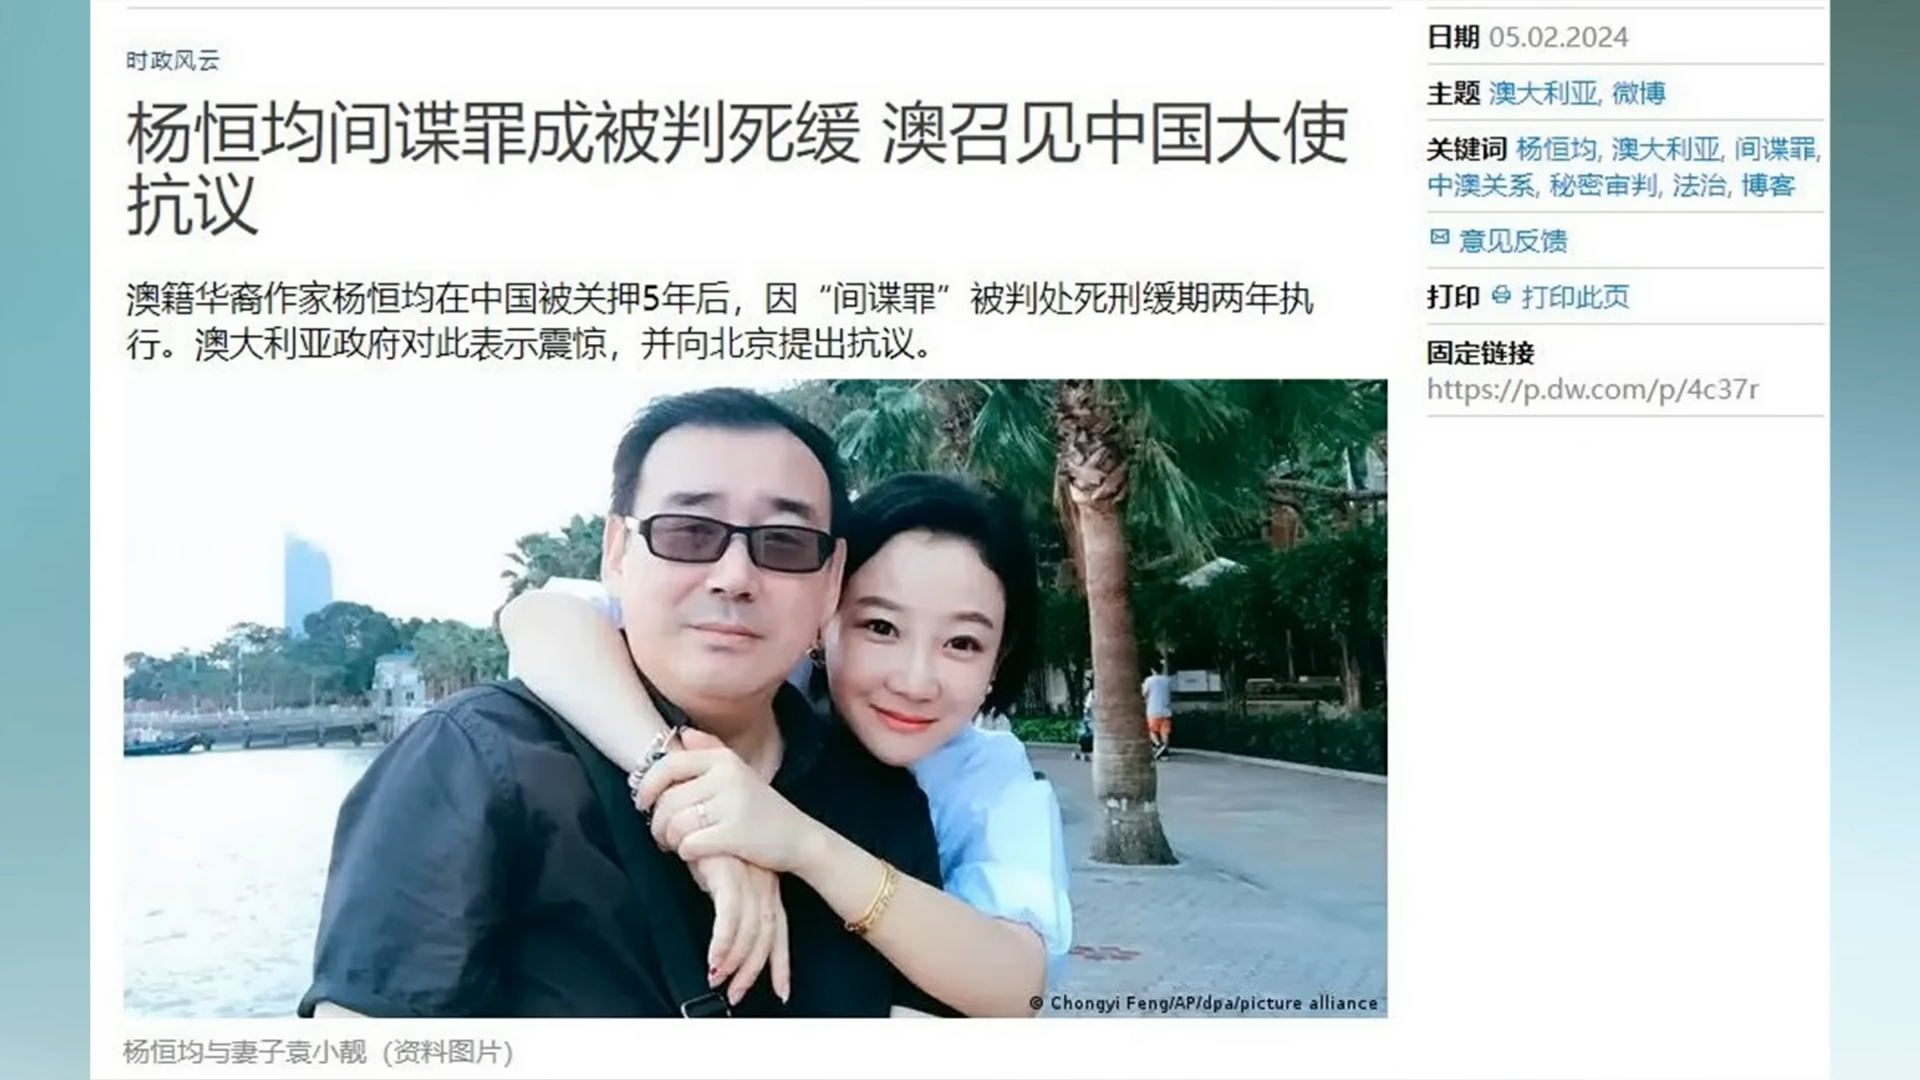 时政风云
杨恒均间谍罪成被判死缓 澳召见中国大使
抗议
澳籍华裔作家杨恒均在中国被关押5年后，因“间谍罪”被判处死刑缓期两年执
行。澳大利亚政府对此表示震惊，并向北京提出抗议。
© Chongyi Feng/AP/dpa/picture alliance
杨恒均与妻子袁小靓（资料图片）
日期 05.02.2024
主题 澳大利亚, 微博
关键词 杨恒均, 澳大利亚, 间谍罪,
中澳关系, 秘密审判, 法治, 博客
意见反馈
打印 打印此页
固定链接
https://p.dw.com/p/4c37r